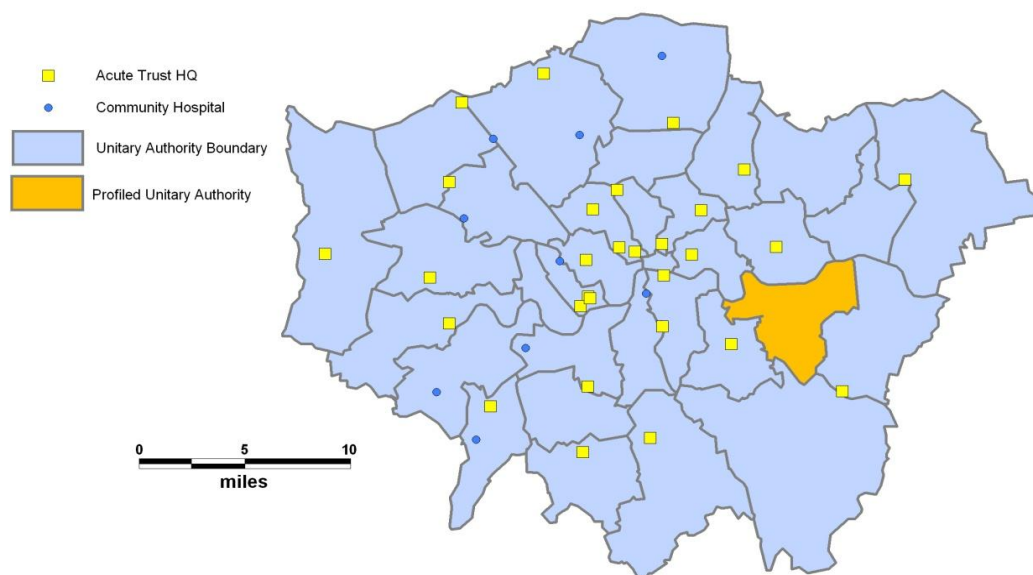 Acute Trust HQ
Community Hospital
Unitary Authority Boundary
Profiled Unitary Authority
0 5 10
miles